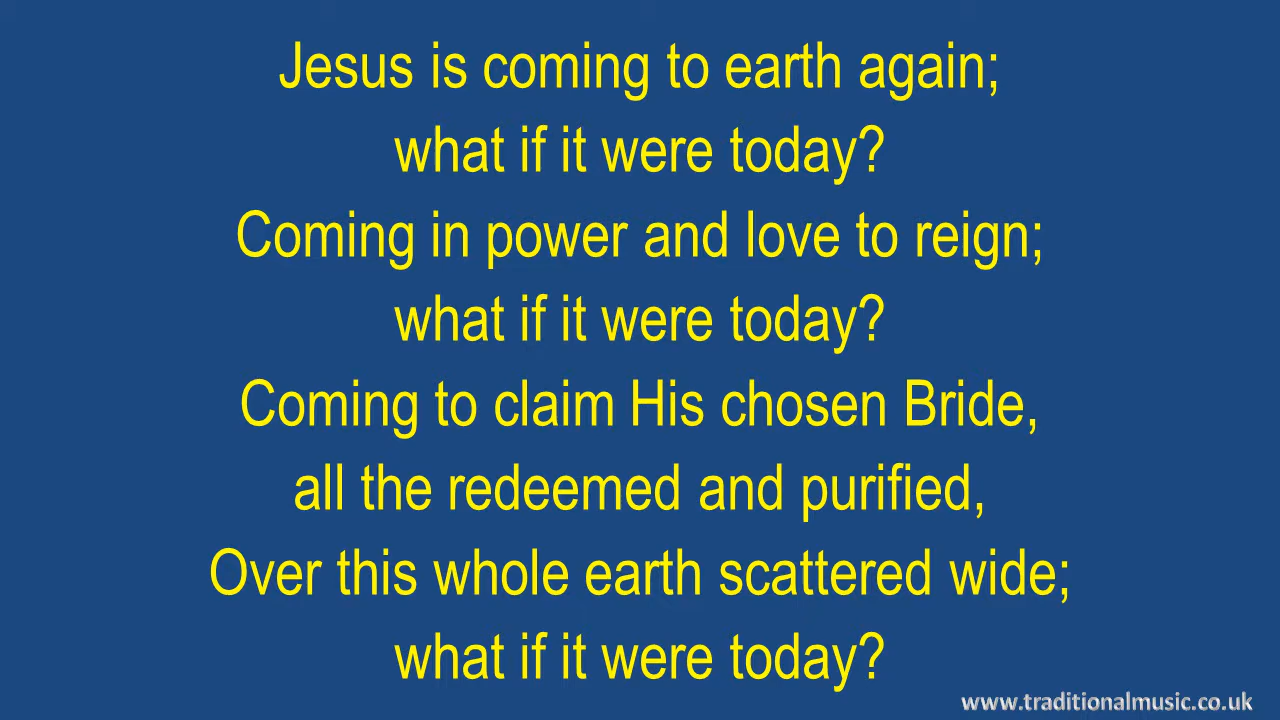 Jesus is coming to earth again;
what if it were today?
Coming in power and love to reign;
what if it were today?
Coming to claim His chosen Bride,
all the redeemed and purified,
Over this whole earth scattered wide;
what if it were today?
www.traditionalmusic.co.uk